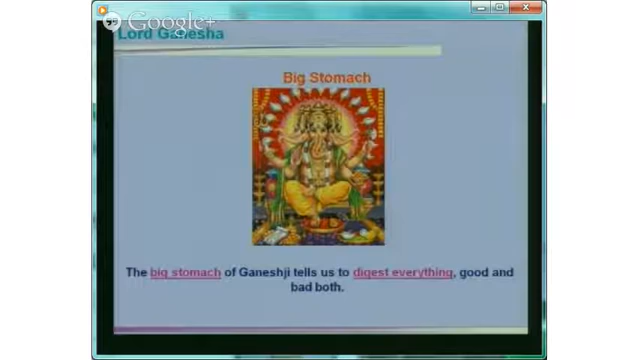 Google+
Lord Ganesha
Big Stomach
The big stomach of Ganeshji tells us to digest everything, good and
bad both.